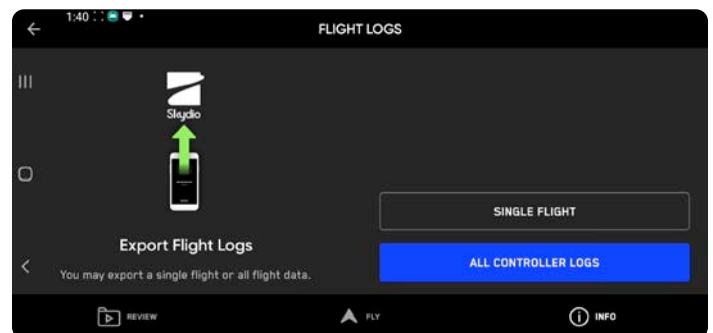 1:40
FLIGHT LOGS
Skydio
SINGLE FLIGHT
Export Flight Logs
ALL CONTROLLER LOGS
You may export a single flight or all flight data.
REVIEW
FLY
INFO